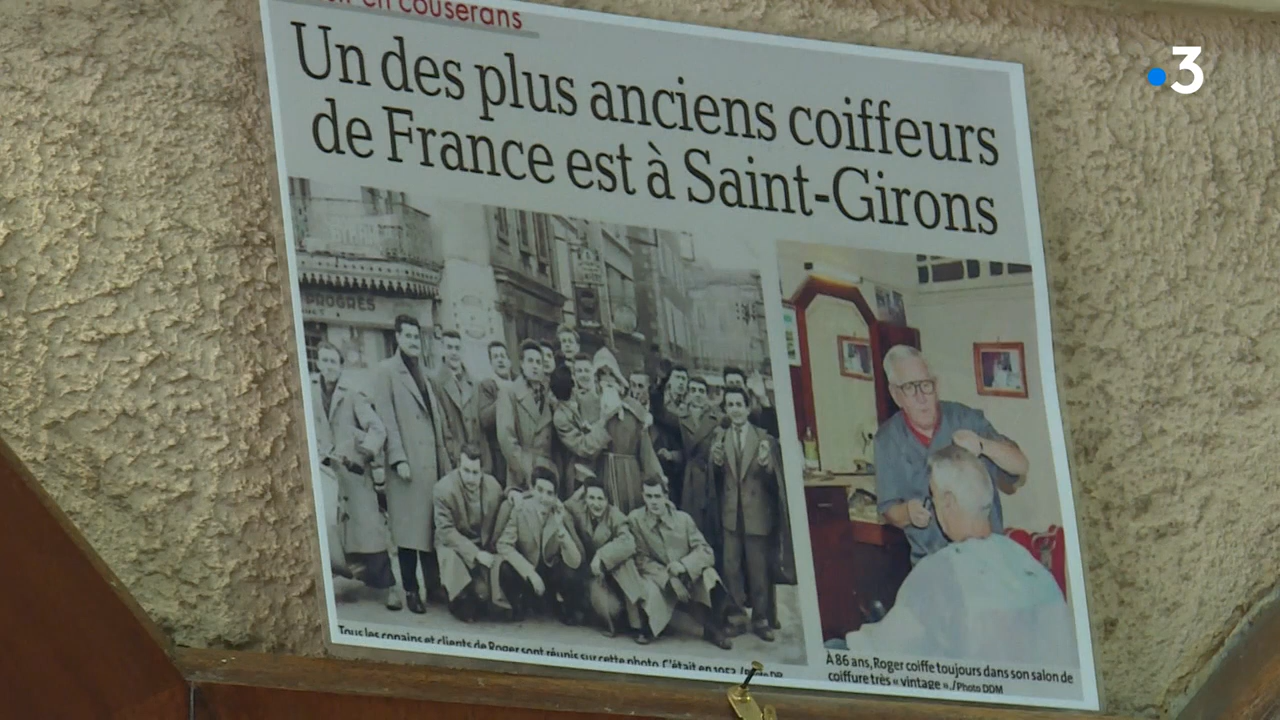 en couserans
3
Un des plus anciens coiffeurs
de France est à Saint-Girons
PROGRES
Tous les copains et clients de Roger sont réunis sur cette photo. C'était en
À 86 ans, Roger coiffe toujours dans son salon de
coiffure très « vintage »./Photo DDM